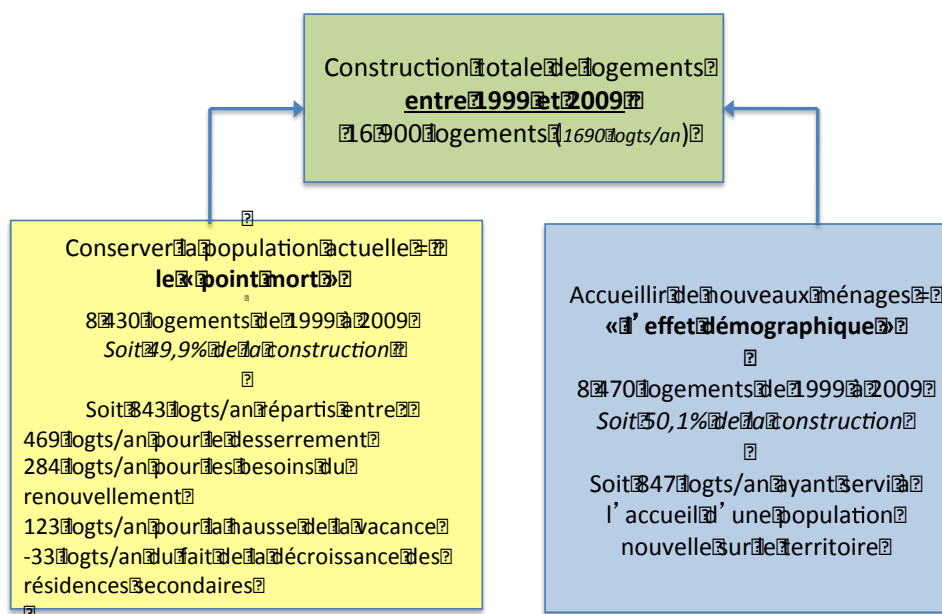 Construction totale de logements
entre 1999 et 2009
16 900 logements (1690 logts/an)
Conserver la population actuelle =
le « point mort »
8 430 logements de 1999 à 2009
Soit 49,9% de la construction
Soit 843 logts/an répartis entre
469 logts/an pour le desserrement
284 logts/an pour les besoins du
renouvellement
123 logts/an pour la hausse de la vacance
-33 logts/an du fait de la décroissance des
résidences secondaires
Accueillir de nouveaux ménages =
« l’effet démographique »
8 470 logements de 1999 à 2009
Soit 50,1% de la construction
Soit 847 logts/an ayant servi à
l’accueil d’une population
nouvelle sur le territoire